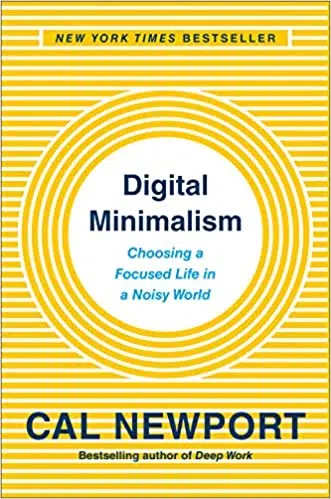 NEW YORK TIMES BESTSELLER
Digital
Minimalism
Choosing a
Focused Life in
a Noisy World
CAL NEWPORT
Bestselling author of Deep Work